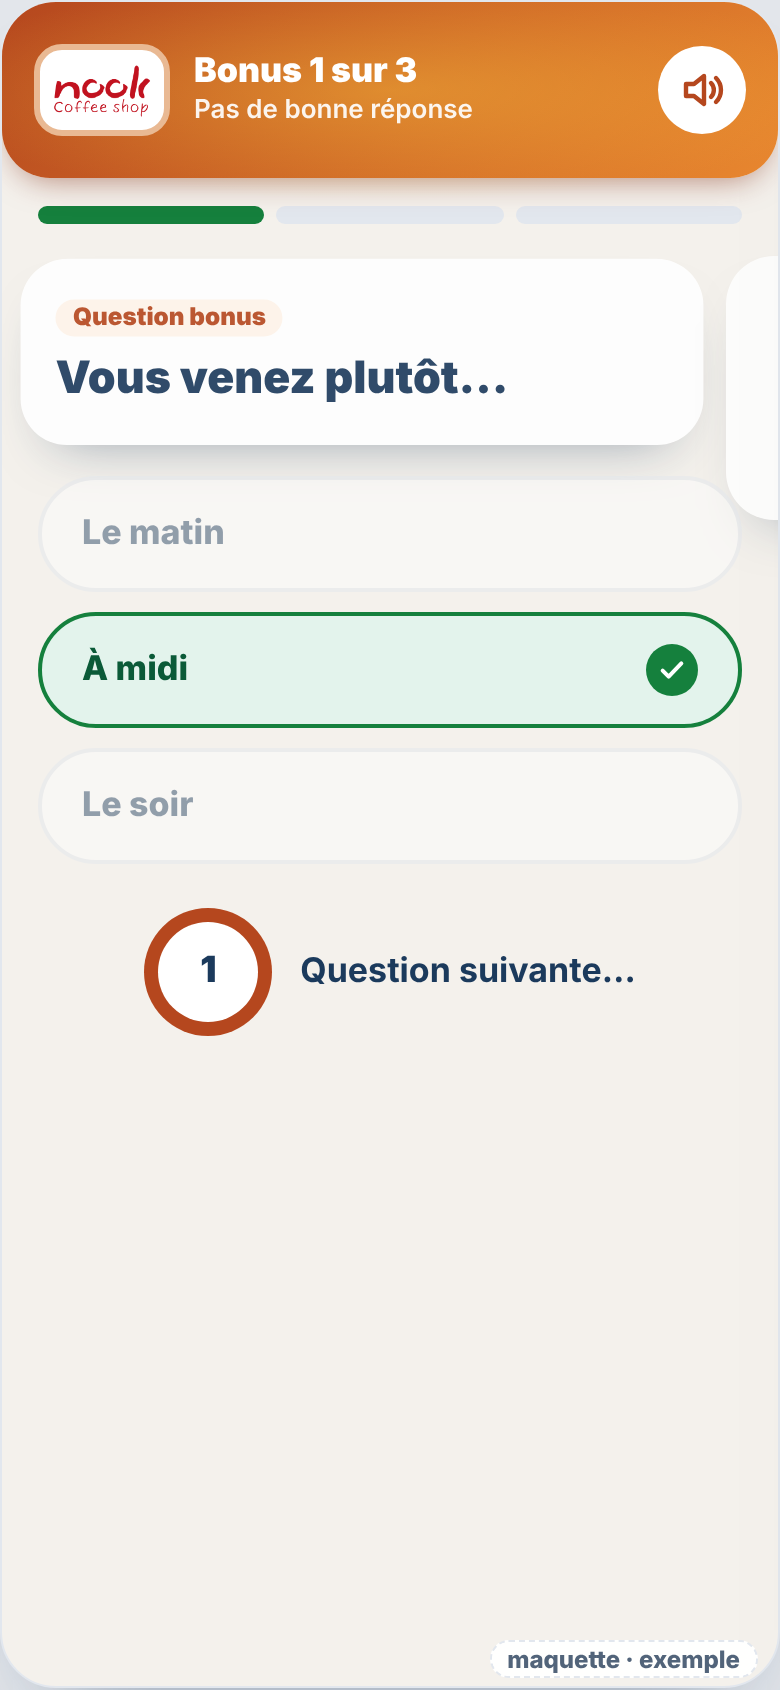 nook
Coffee shop
Bonus 1 sur 3
Pas de bonne réponse
Question bonus
Vous venez plutôt...
Le matin
À midi
Le soir
1
Question suivante...
maquette · exemple